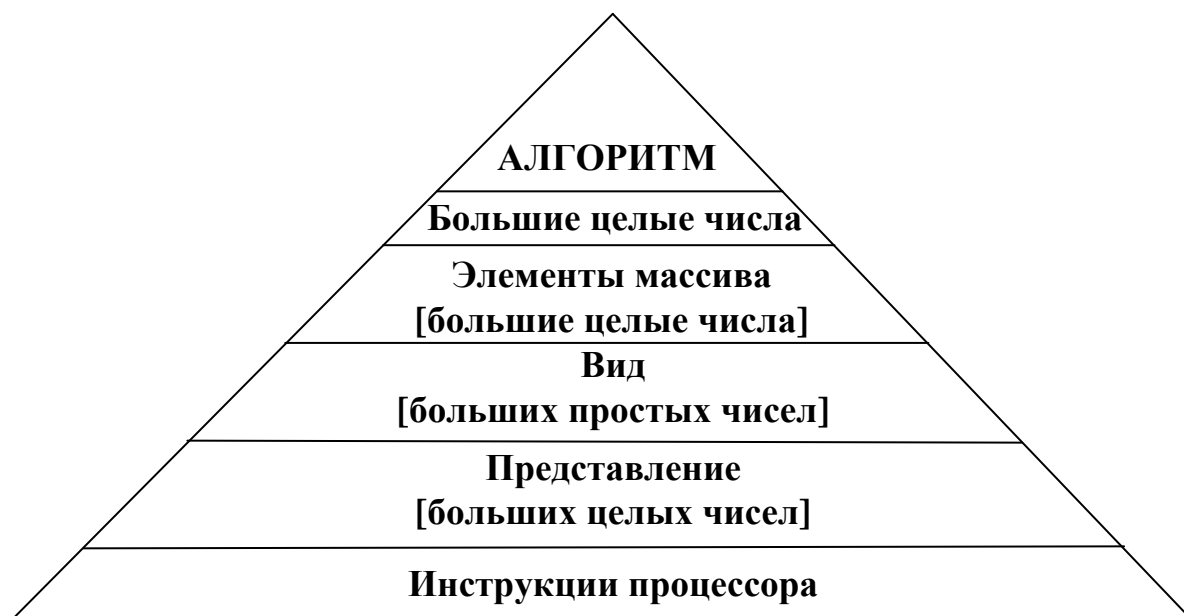 АЛГОРИТМ
Большие целые числа
Элементы массива
[большие целые числа]
Вид
[больших простых чисел]
Представление
[больших целых чисел]
Инструкции процессора